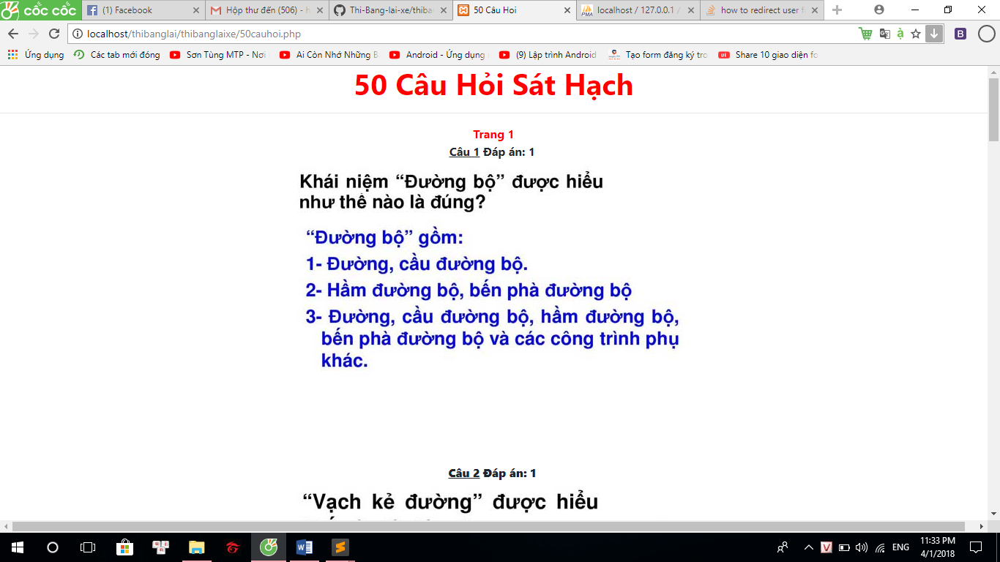 cốc cốc
(1) Facebook
Hộp thư đến (506) - h
Thi-Bang-lai-xe/thiba
50 Câu Hoi
localhost / 127.0.0.1 /
how to redirect user f
localhost/thibanglai/thibanglaixe/50cauhoi.php
Ứng dụng
Các tab mới đóng
Sơn Tùng MTP - Nơi
Ai Còn Nhớ Những B
Android - Ứng dụng
(9) Lập trình Android
Tạo form đăng ký tro
Share 10 giao diện fo
50 Câu Hỏi Sát Hạch
Trang 1
Câu 1 Đáp án: 1
Khái niệm “Đường bộ” được hiểu
như thế nào là đúng?
“Đường bộ” gồm:
1- Đường, cầu đường bộ.
2- Hầm đường bộ, bến phà đường bộ
3- Đường, cầu đường bộ, hầm đường bộ,
bến phà đường bộ và các công trình phụ
khác.
Câu 2 Đáp án: 1
“Vạch kẻ đường” được hiểu
ENG
11:33 PM
4/1/2018